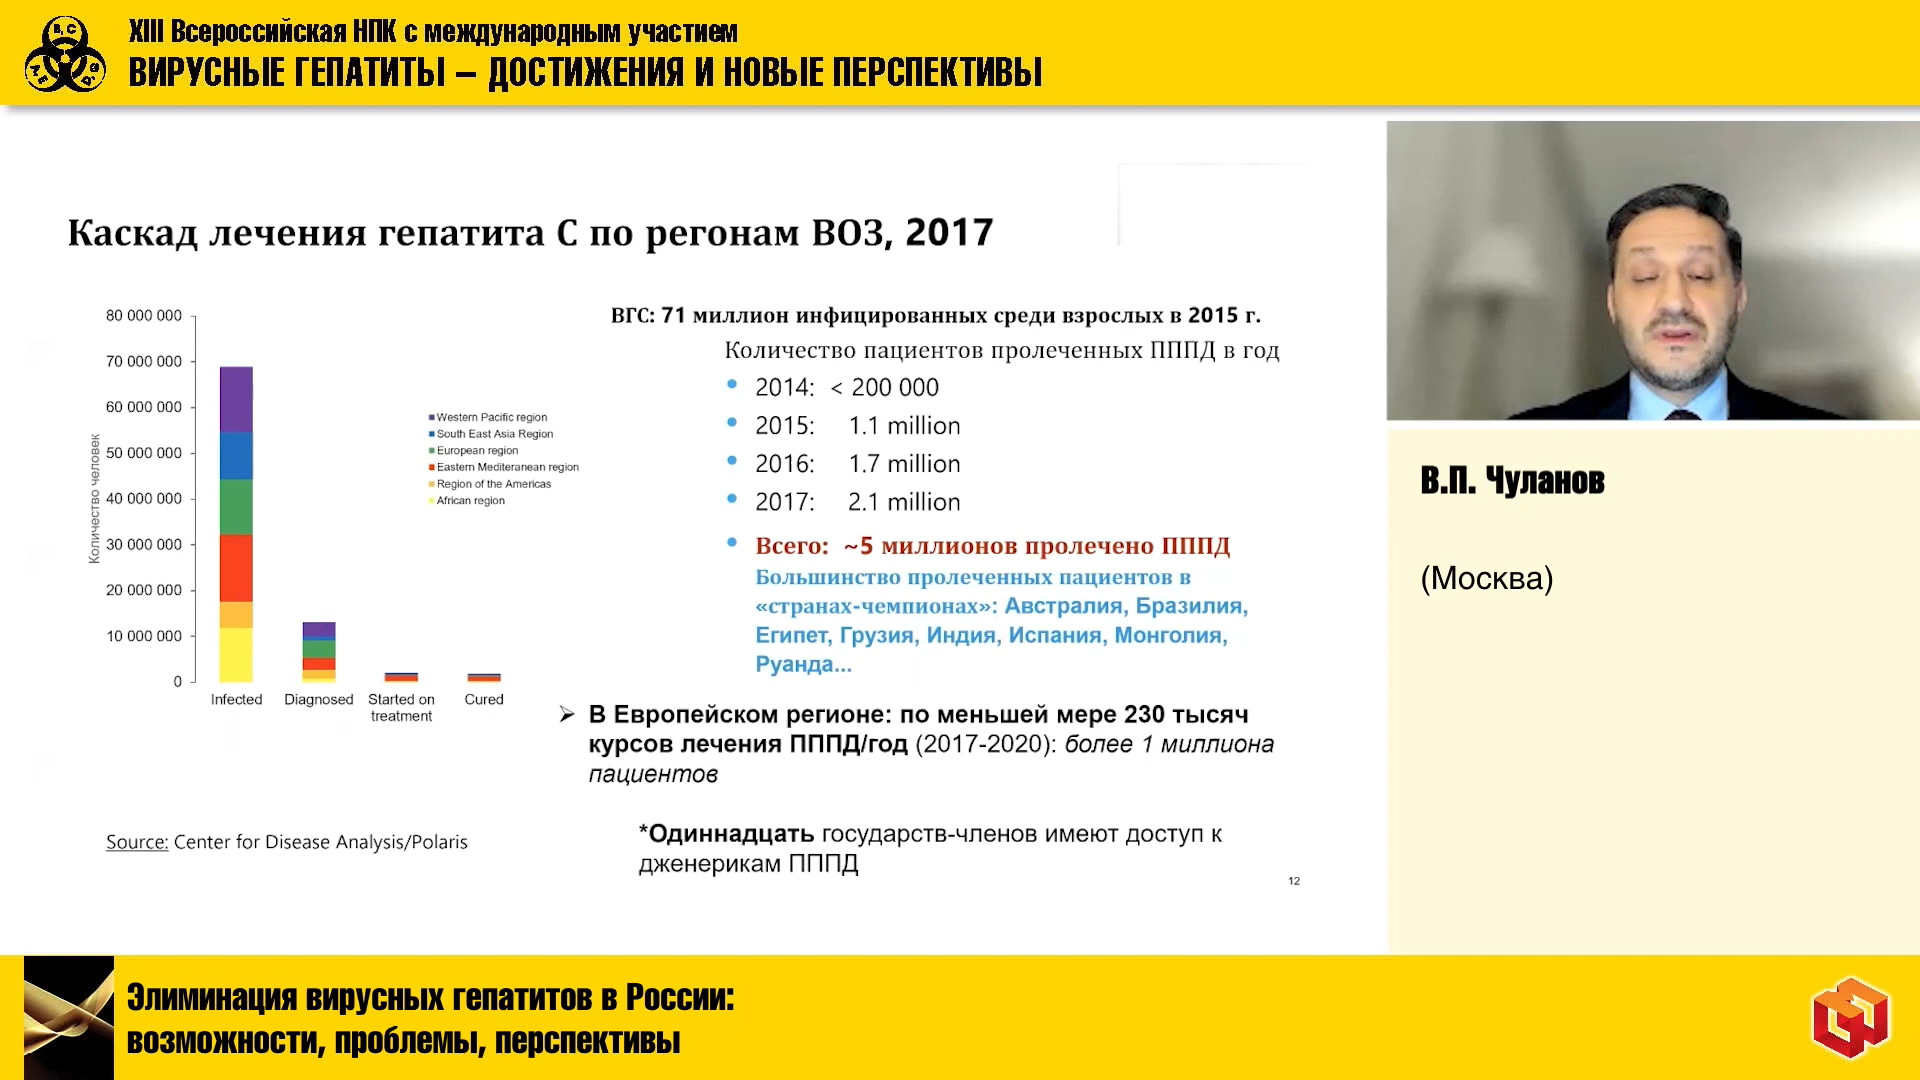 XIII Всероссийская НПК с международным участием
ВИРУСНЫЕ ГЕПАТИТЫ – ДОСТИЖЕНИЯ И НОВЫЕ ПЕРСПЕКТИВЫ
B, C
Каскад лечения гепатита С по регонам ВОЗ, 2017
80 000 000
70 000 000
60 000 000
50 000 000
40 000 000
30 000 000
20 000 000
10 000 000
0
Количество человек
Infected
Diagnosed
Started on
treatment
Cured
Western Pacific region
South East Asia Region
European region
Eastern Mediteranean region
Region of the Americas
African region
ВГС: 71 миллион инфицированных среди взрослых в 2015 г.
Количество пациентов пролеченных ПППД в год
• 2014: < 200 000
• 2015: 1.1 million
• 2016: 1.7 million
• 2017: 2.1 million
• Всего: ~5 миллионов пролечено ПППД
Большинство пролеченных пациентов в
«странах-чемпионах»: Австралия, Бразилия,
Египет, Грузия, Индия, Испания, Монголия,
Руанда...
➢ В Европейском регионе: по меньшей мере 230 тысяч
курсов лечения ПППД/год (2017-2020): более 1 миллиона
пациентов
*Одиннадцать государств-членов имеют доступ к
дженерикам ПППД
Source: Center for Disease Analysis/Polaris
12
В.П. Чуланов
(Москва)
Элиминация вирусных гепатитов в России:
возможности, проблемы, перспективы